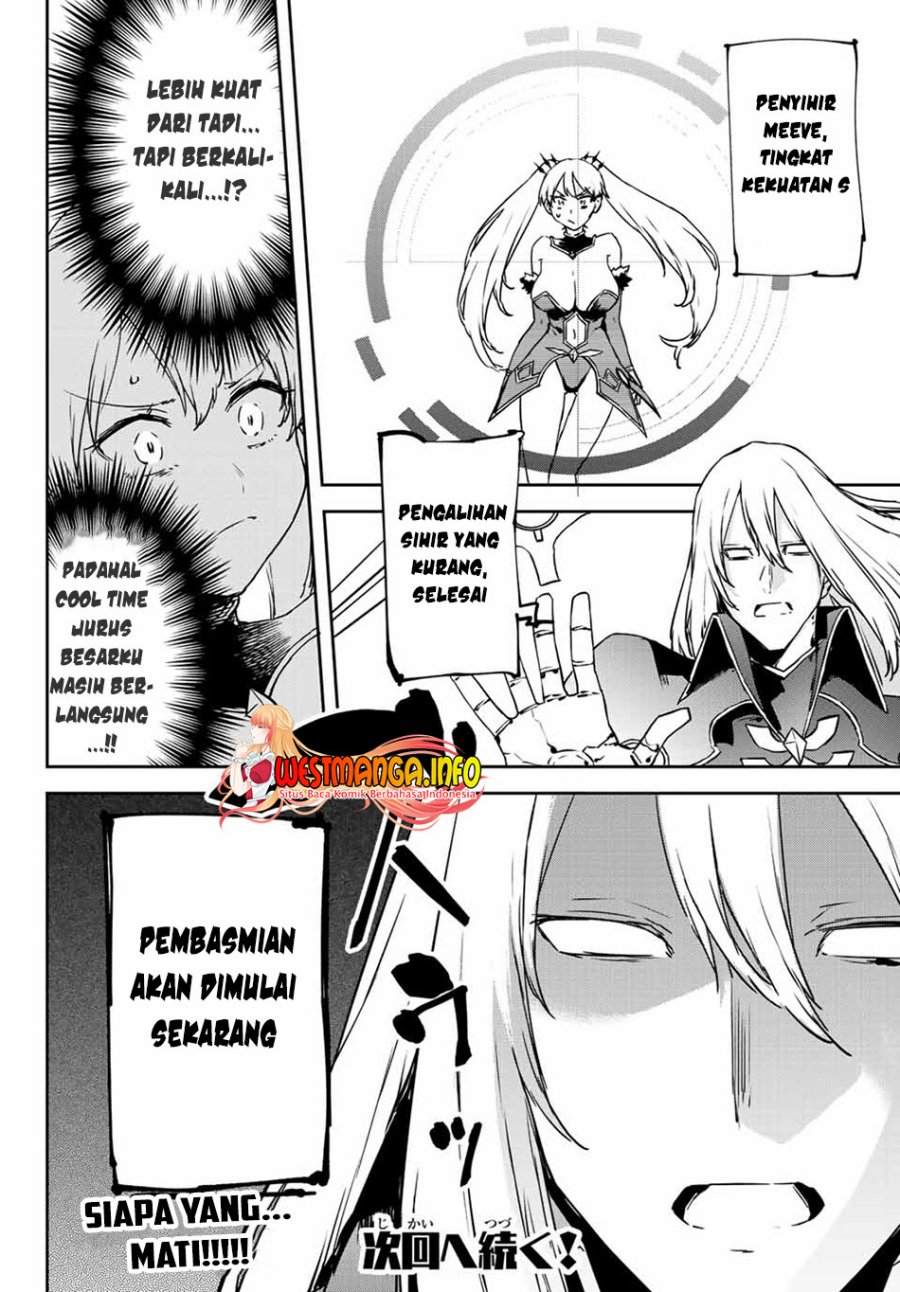 PENYIHIR
MEEVE,
TINGKAT
KEKUATAN S
LEBIH KUAT
DARI TADI...
TAPI BERKALI-
KALI...!?
PADAHAL
COOL TIME
JURUS
BESARKU
MASIH BER-
LANGSUNG
...!!
PENGALIHAN
SIHIR YANG
KURANG,
SELESAI
WESTMANGA.INFO
Situs Baca Komik Berbahasa Indonesia
PEMBASMIAN
AKAN DIMULAI
SEKARANG
SIAPA YANG...
MATI!!!!!
じ かい つづ
次回へ続く!